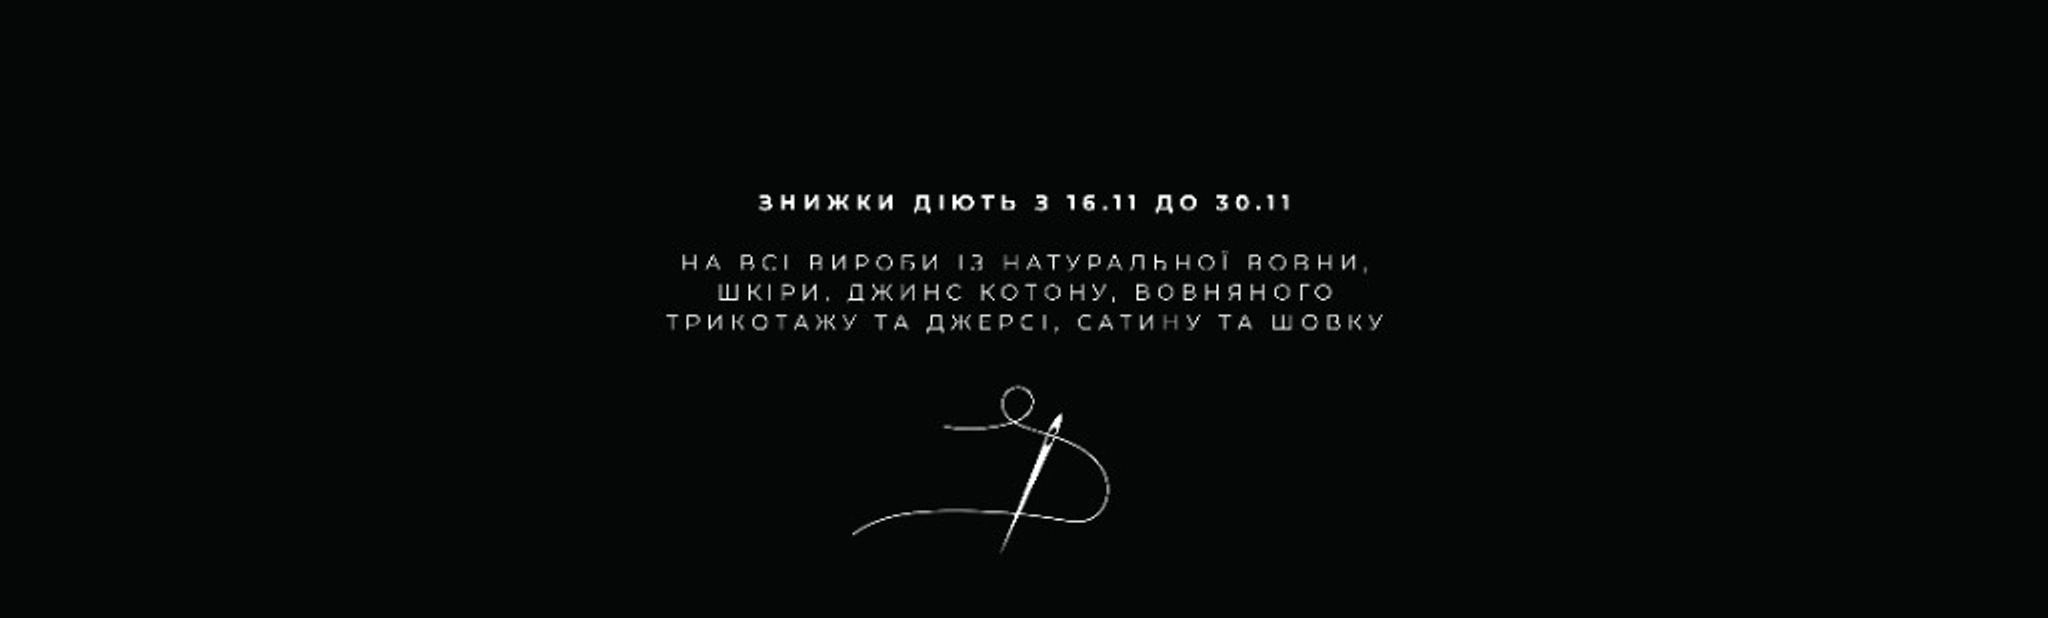 ЗНИЖКИ ДІЮТЬ З 16.11 ДО 30.11
НА ВСІ ВИРОБИ ІЗ НАТУРАЛЬНОЇ ВОВНИ,
ШКІРИ, ДЖИНС КОТОНУ, ВОВНЯНОГО
ТРИКОТАЖУ ТА ДЖЕРСІ, САТИНУ ТА ШОВКУ